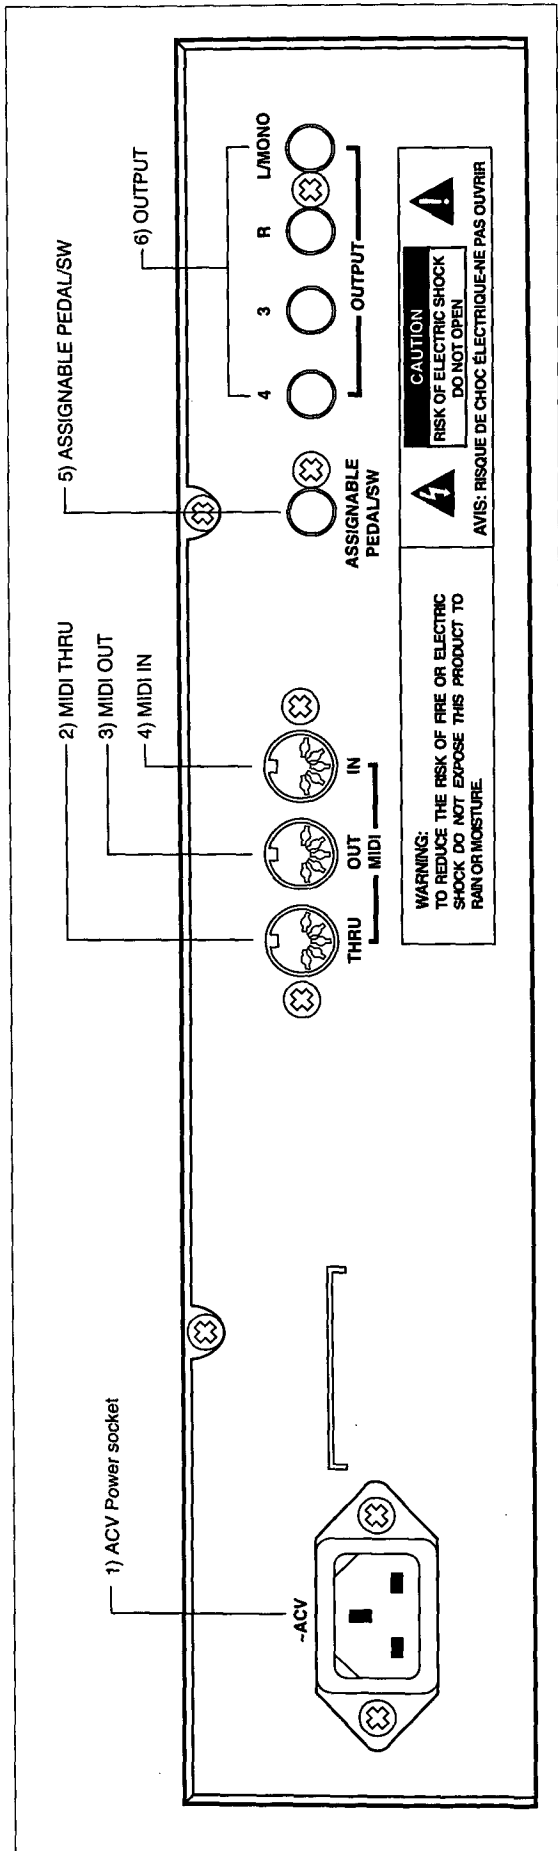 1) ACV Power socket
2) MIDI THRU
3) MIDI OUT
4) MIDI IN
5) ASSIGNABLE PEDAL/SW
6) OUTPUT
~ACV
THRU
OUT
IN
MIDI
ASSIGNABLE
PEDAL/SW
4
3
R
L/MONO
OUTPUT
WARNING:
TO REDUCE THE RISK OF FIRE OR ELECTRIC
SHOCK DO NOT EXPOSE THIS PRODUCT TO
RAIN OR MOISTURE.
CAUTION
RISK OF ELECTRIC SHOCK
DO NOT OPEN
AVIS: RISQUE DE CHOC ÉLECTRIQUE-NE PAS OUVRIR